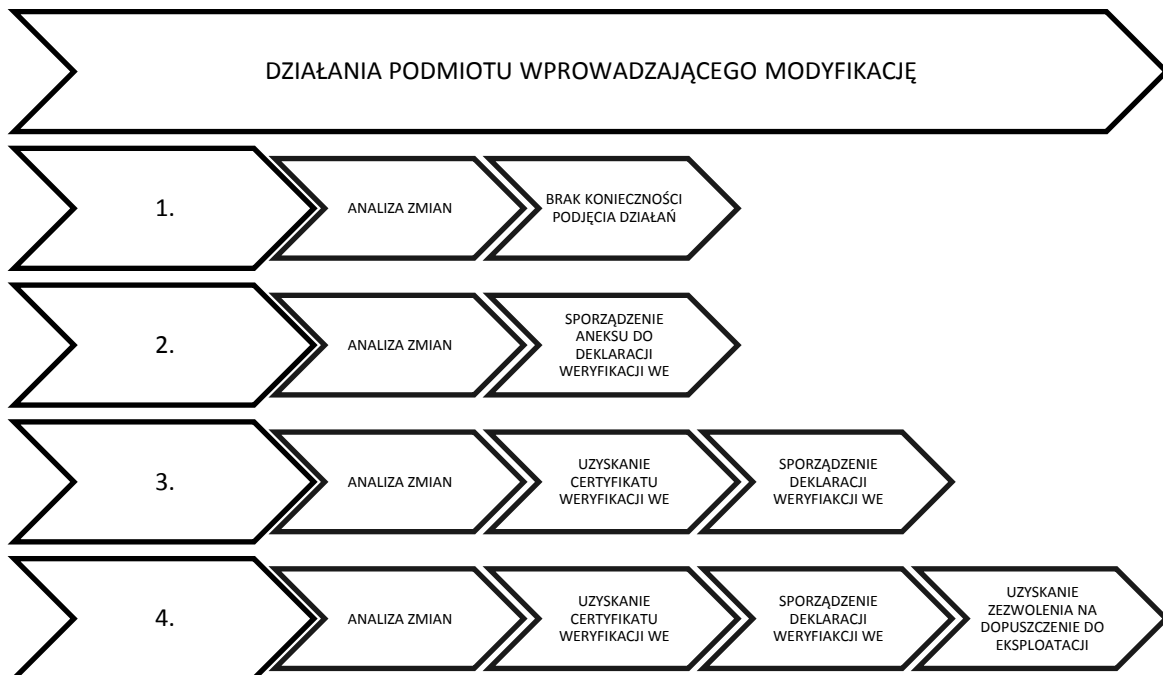 DZIAŁANIA PODMIOTU WPROWADZAJĄCEGO MODYFIKACJĘ
1.
ANALIZA ZMIAN
BRAK KONIECZNOŚCI
PODJĘCIA DZIAŁAŃ
2.
ANALIZA ZMIAN
SPORZĄDZENIE
ANEKSU DO
DEKLARACJI
WERYFIKACJI WE
3.
ANALIZA ZMIAN
UZYSKANIE
CERTYFIKATU
WERYFIKACJI WE
SPORZĄDZENIE
DEKLARACJI
WERYFIAKCJI WE
4.
ANALIZA ZMIAN
UZYSKANIE
CERTYFIKATU
WERYFIKACJI WE
SPORZĄDZENIE
DEKLARACJI
WERYFIAKCJI WE
UZYSKANIE
ZEZWOLENIA NA
DOPUSZCZENIE DO
EKSPLOATACJI